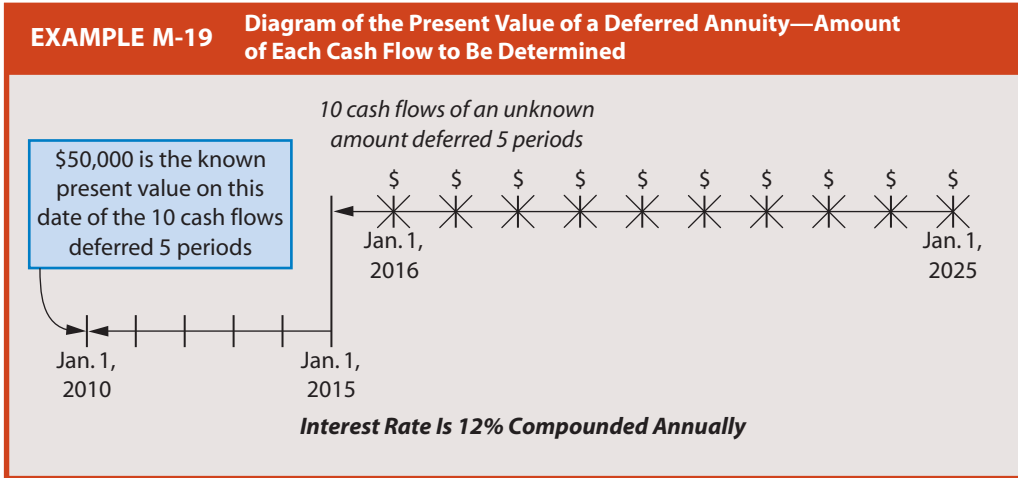 EXAMPLE M-19
Diagram of the Present Value of a Deferred Annuity—Amount
of Each Cash Flow to Be Determined
10 cash flows of an unknown
amount deferred 5 periods
$50,000 is the known
present value on this
date of the 10 cash flows
deferred 5 periods
$ $ $ $ $ $ $ $ $ $
Jan. 1,
2016
Jan. 1,
2025
Jan. 1,
2010
Jan. 1,
2015
Interest Rate Is 12% Compounded Annually